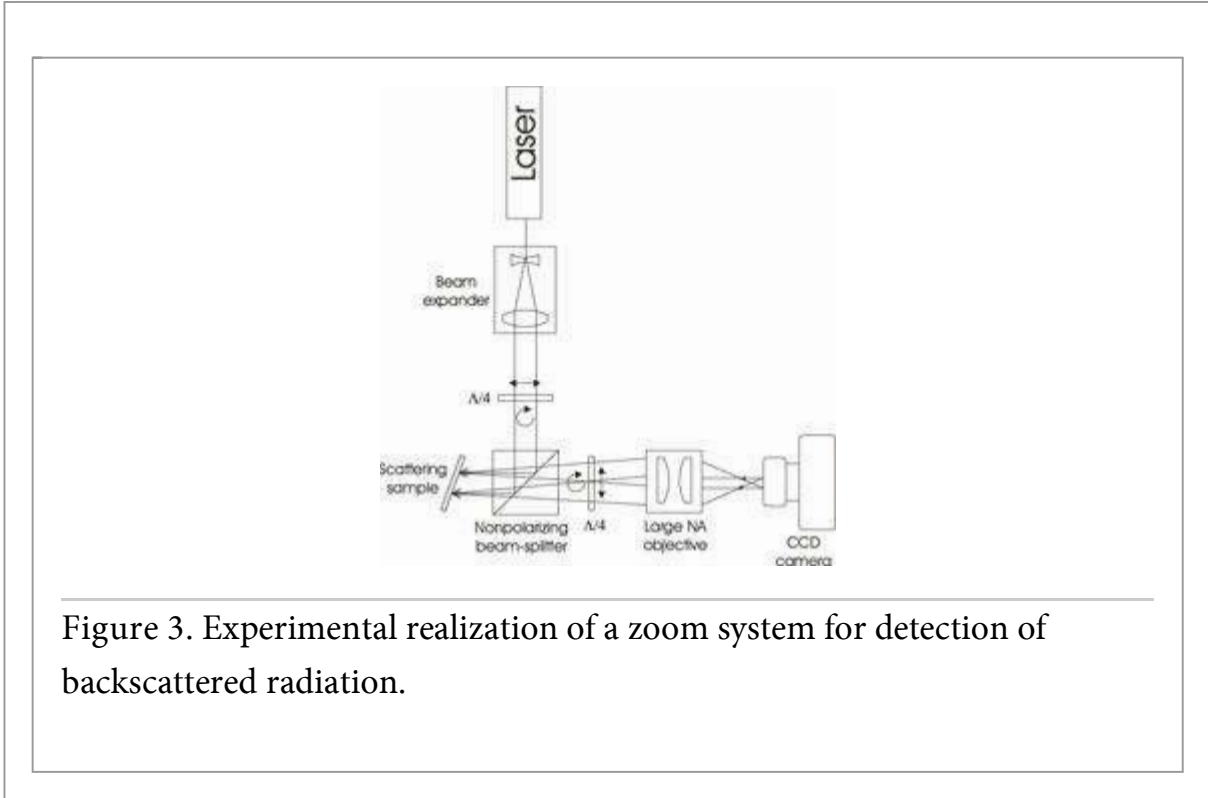 Laser
Beam
expander
Λ/4
Scattering
sample
Nonpolarizing
beam-splitter
Λ/4
Large NA
objective
CCD
camera
Figure 3. Experimental realization of a zoom system for detection of
backscattered radiation.